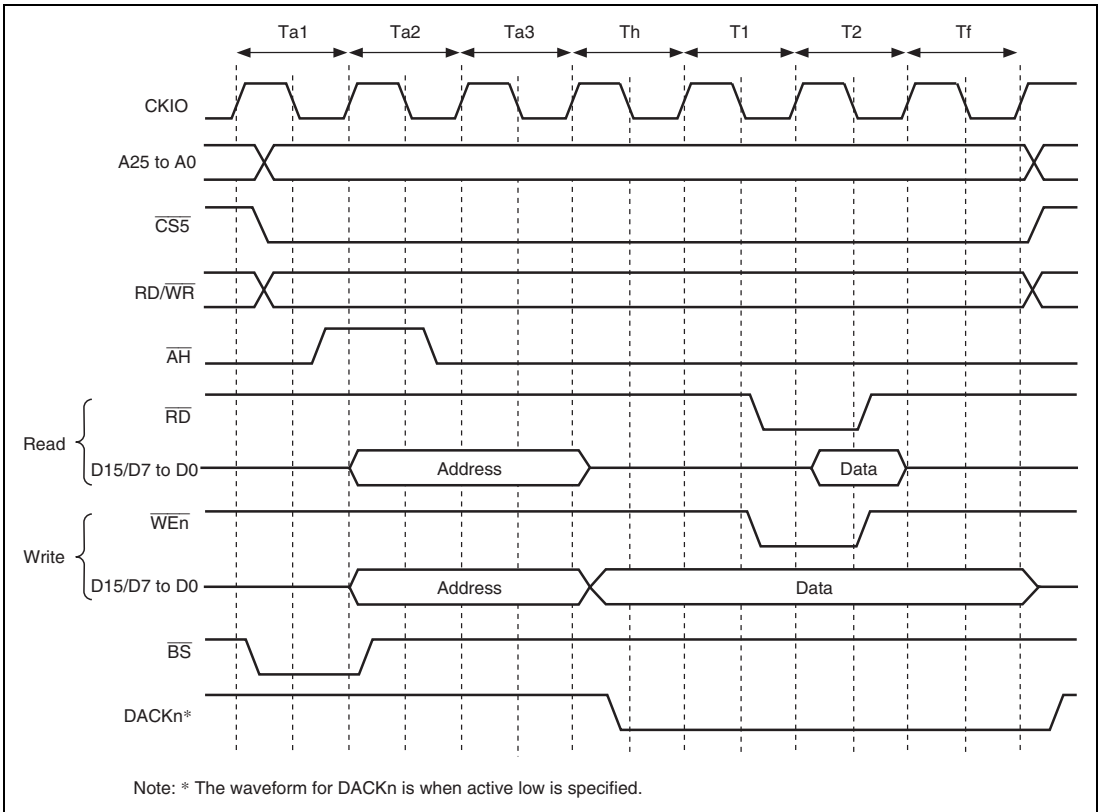 Ta1 Ta2 Ta3 Th T1 T2 Tf
CKIO
A25 to A0
CS5
RD/WR
AH
RD
Read
D15/D7 to D0 Address Data
WEn
Write
D15/D7 to D0 Address Data
BS
DACKn*
Note: * The waveform for DACKn is when active low is specified.